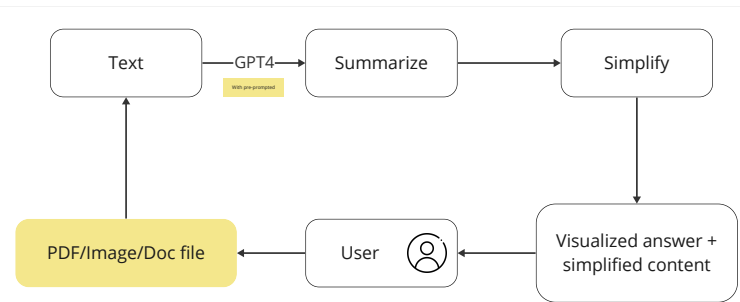 Text
GPT4
With pre-prompted
Summarize
Simplify
PDF/Image/Doc file
User
Visualized answer +
simplified content